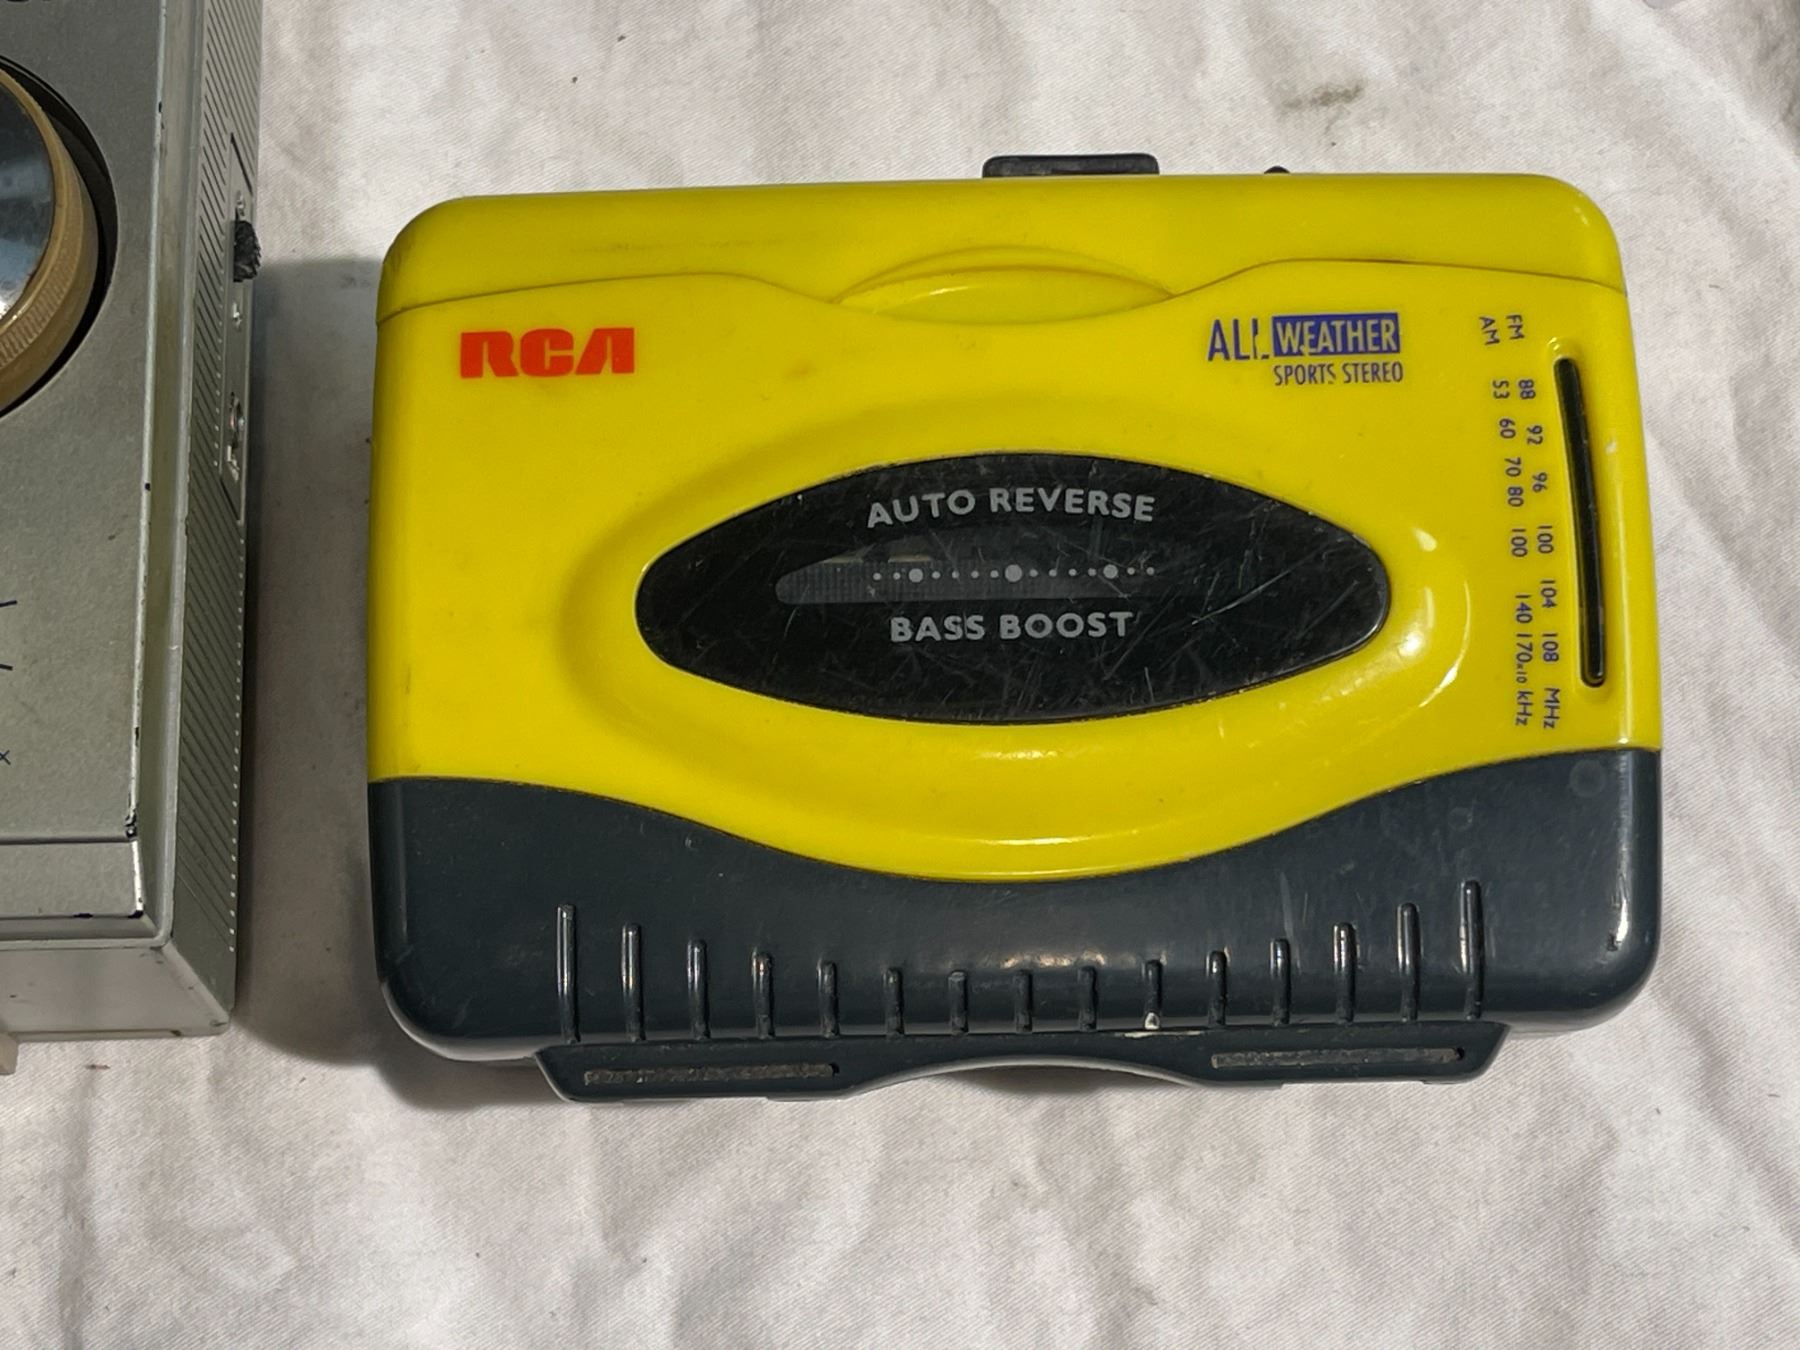 RCA
ALL WEATHER
SPORTS STEREO
AUTO REVERSE
BASS BOOST
FM 88 92 96 100 104 108 MHz
AM 53 60 70 80 100 140 170x10 kHz